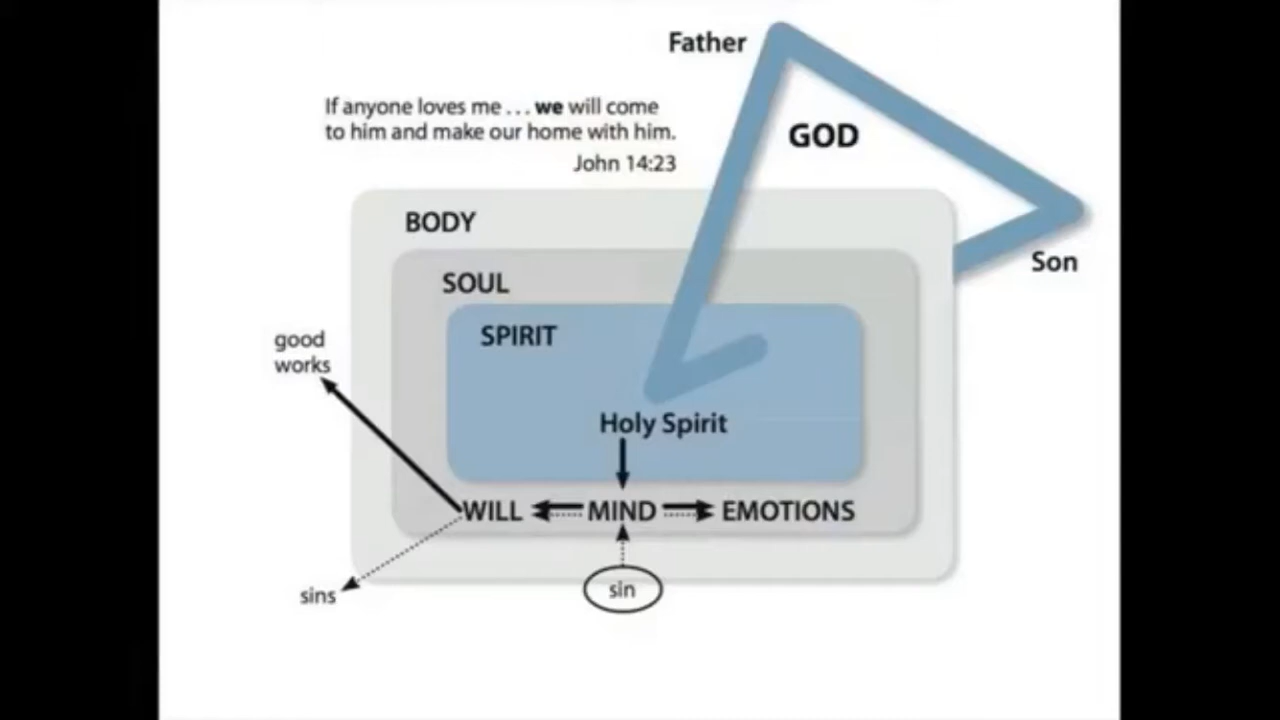 Father
If anyone loves me . . . we will come
to him and make our home with him.
John 14:23
GOD
BODY
Son
SOUL
SPIRIT
good
works
Holy Spirit
WILL MIND EMOTIONS
sins
sin